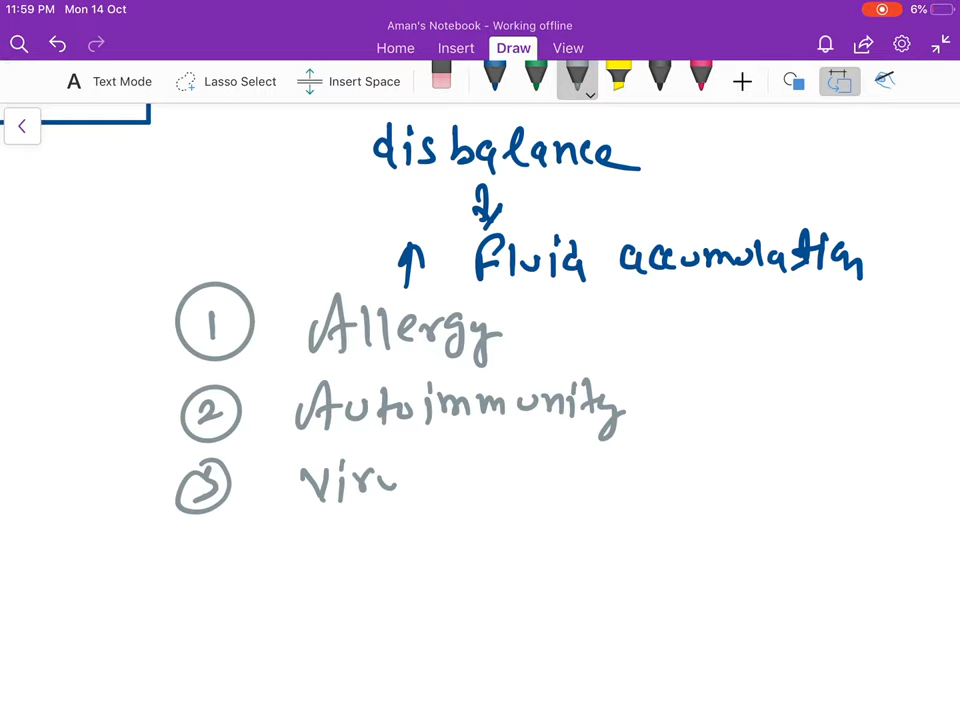 11:59 PM Mon 14 Oct 6%
Aman's Notebook - Working offline
Home Insert Draw View
A Text Mode Lasso Select Insert Space
disbalance
↓
↑ Fluid accumulation
1 Allergy
2 Autoimmunity
3 Viru